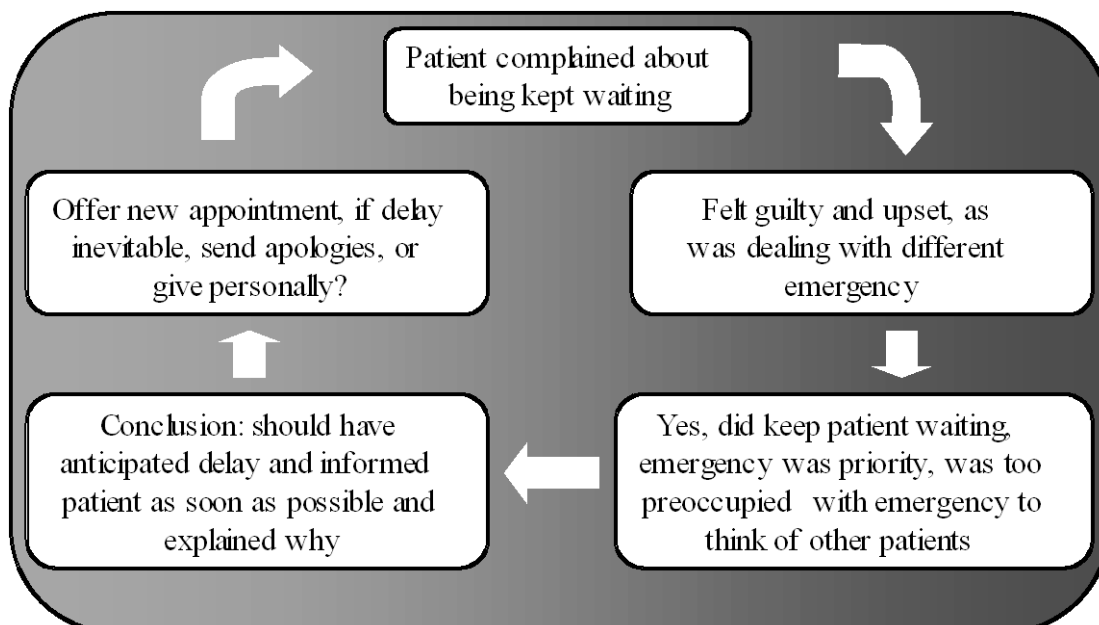 Patient complained about
being kept waiting
Felt guilty and upset, as
was dealing with different
emergency
Yes, did keep patient waiting,
emergency was priority, was too
preoccupied with emergency to
think of other patients
Conclusion: should have
anticipated delay and informed
patient as soon as possible and
explained why
Offer new appointment, if delay
inevitable, send apologies, or
give personally?